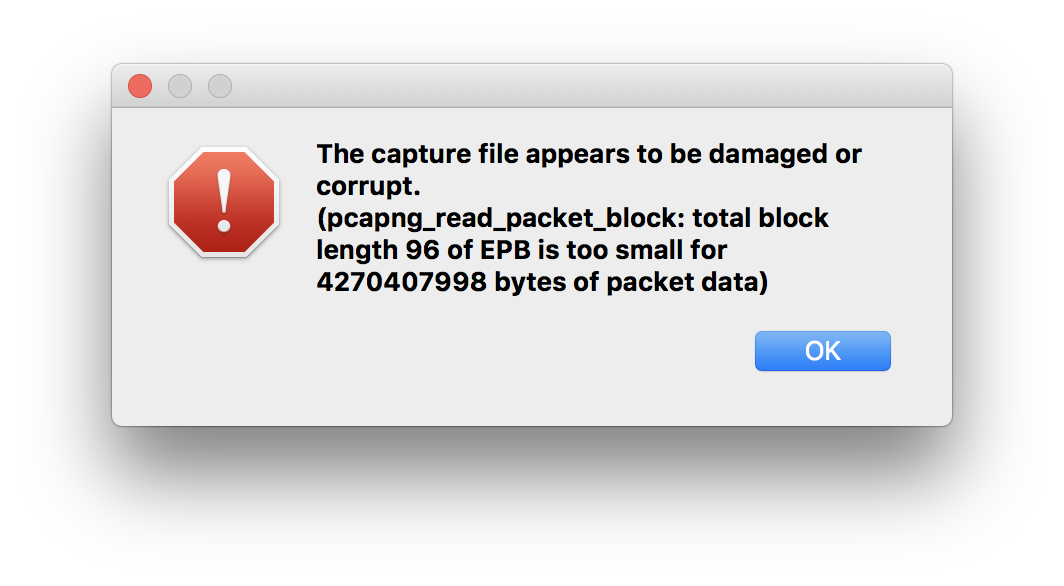 The capture file appears to be damaged or
corrupt.
(pcapng_read_packet_block: total block
length 96 of EPB is too small for
4270407998 bytes of packet data)
OK